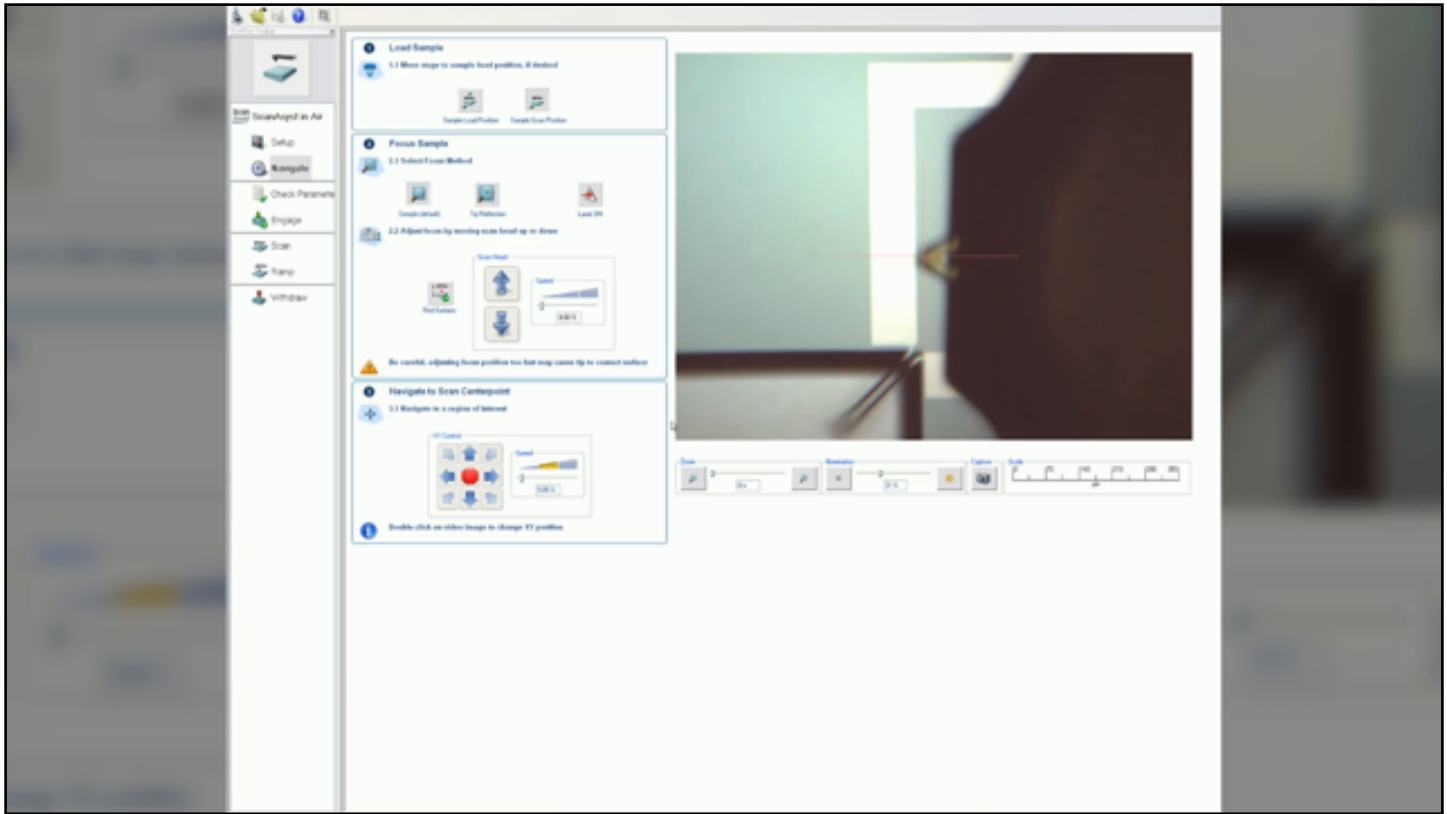 ScanAsyst in Air
Setup
Navigate
Check Paramete
Engage
Scan
Ramp
Withdraw
1 Load Sample
1.1 Move stage to sample load position, if desired
Sample Load Position
Sample Scan Position
2 Focus Sample
2.1 Select Focus Method
Sample (default)
Tip Reflection
Laser ON
2.2 Adjust focus by moving scan head up or down
Scan Head
Speed
Find Surface
Be careful, adjusting focus position too fast may cause tip to contact surface
3 Navigate to Scan Centerpoint
3.1 Navigate to a region of interest
XY Control
Speed
Double-click on video image to change XY position
Zoom
Illumination
Capture
Scale